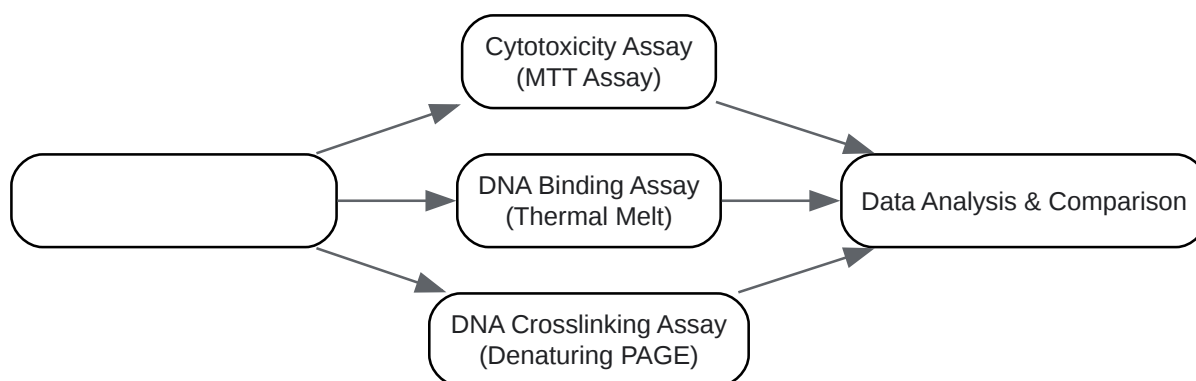 Cytotoxicity Assay
(MTT Assay)
DNA Binding Assay
(Thermal Melt)
Data Analysis & Comparison
DNA Crosslinking Assay
(Denaturing PAGE)